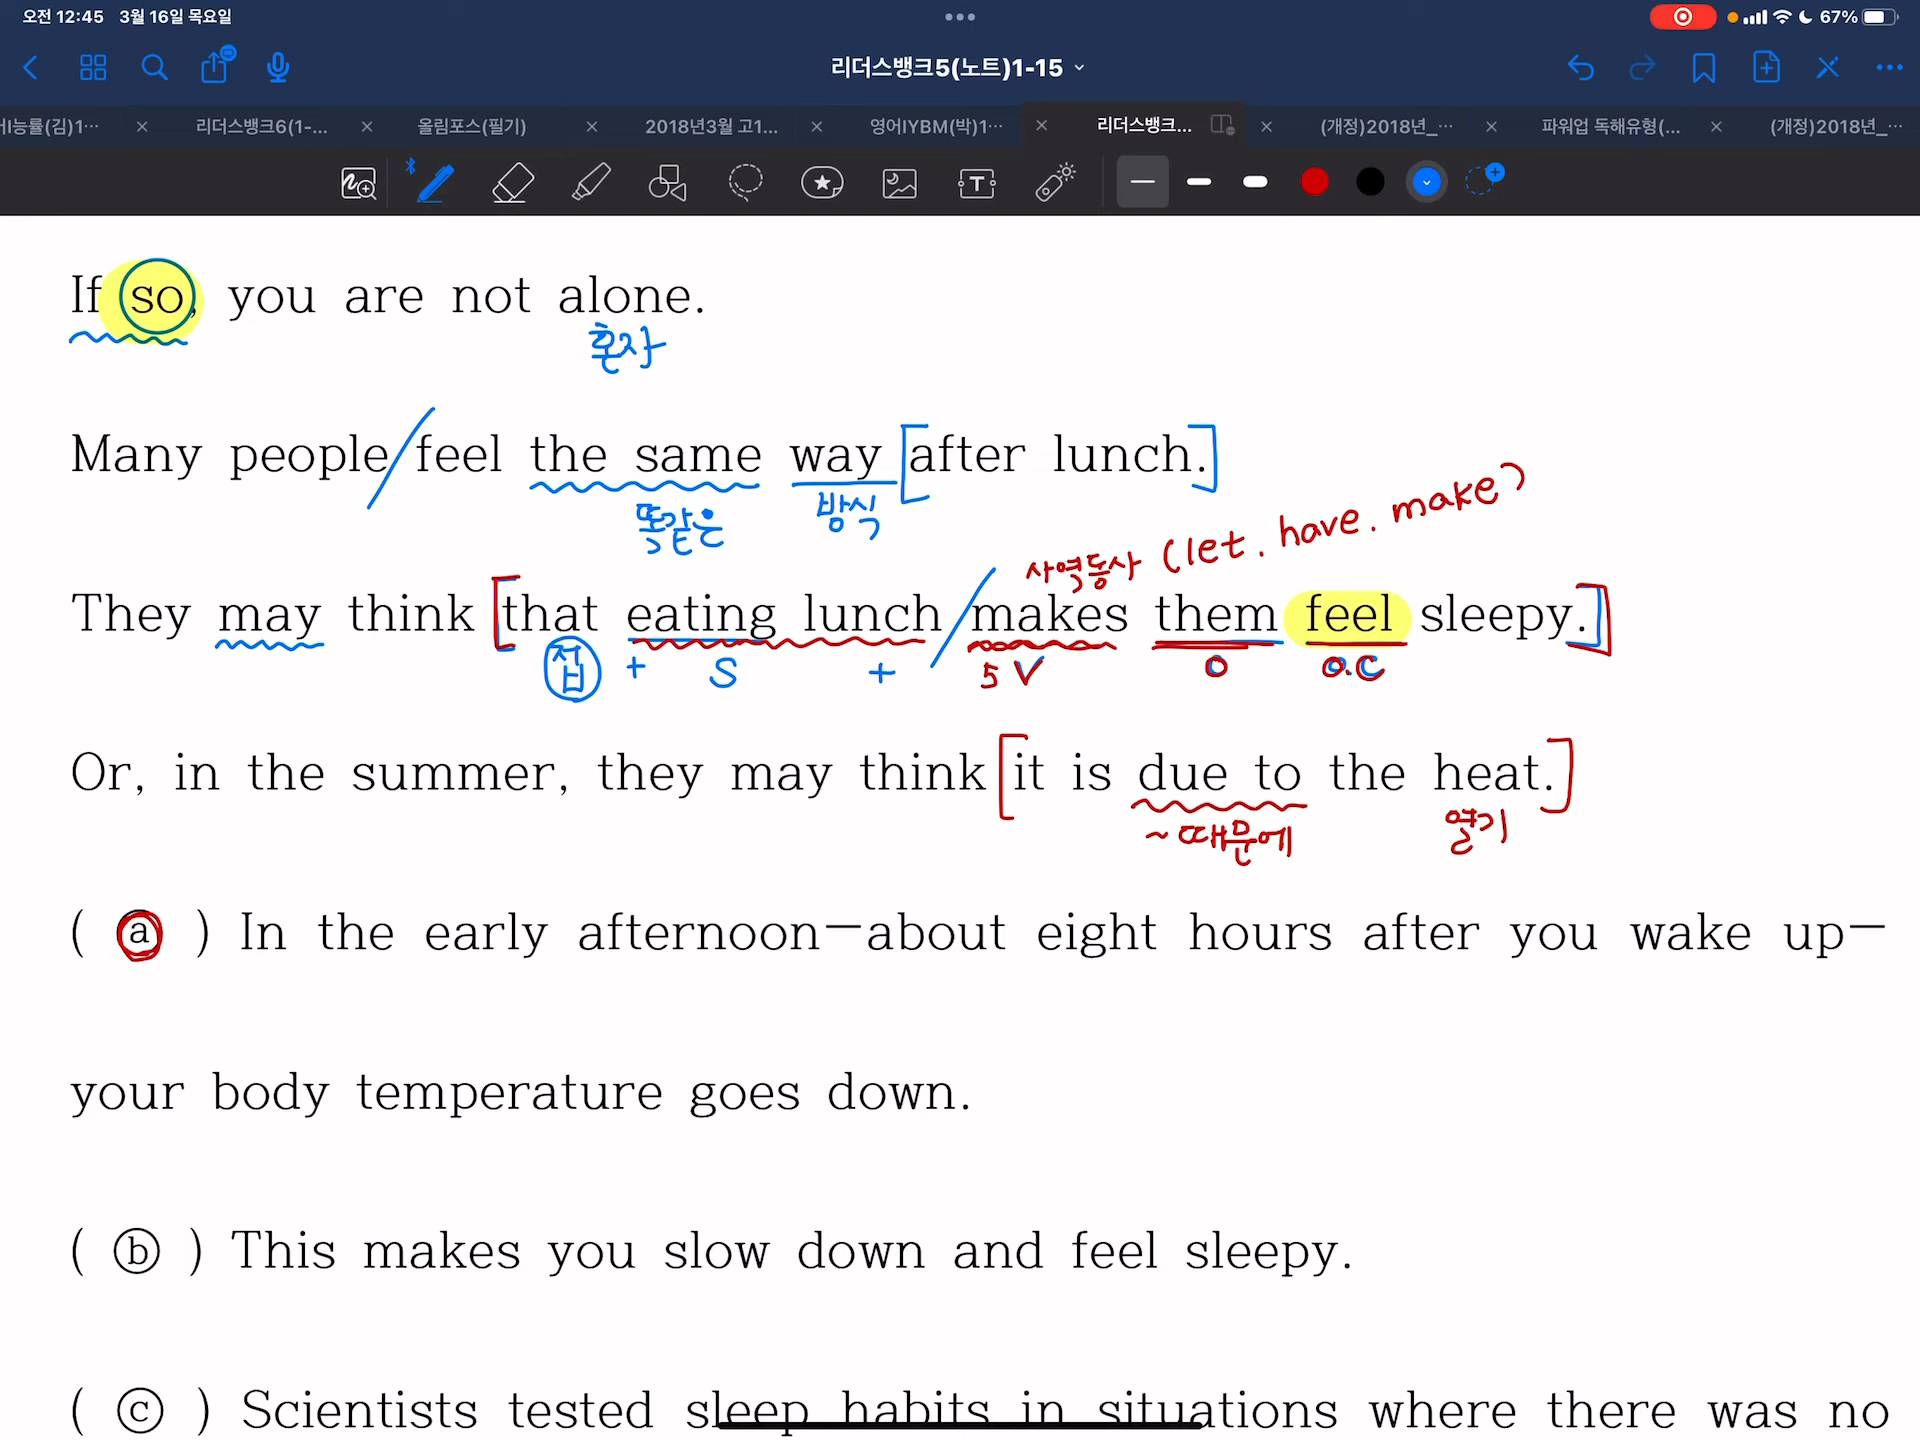 오전 12:45 3월 16일 목요일
67%
리더스뱅크5(노트)1-15
리더스뱅크6(1-...
올림포스(필기)
2018년3월 고1...
영어IYBM(박)1...
리더스뱅크...
(개정)2018년_...
파워업 독해유형(...
(개정)2018년_...
If so, you are not alone.
혼자
Many people feel the same way after lunch.
똑같은 방식
사역동사 (let. have. make)
They may think that eating lunch makes them feel sleepy.
접 + S + 5 V O O.C
Or, in the summer, they may think it is due to the heat.
~때문에 열기
( ⓐ ) In the early afternoon—about eight hours after you wake up—
your body temperature goes down.
( ⓑ ) This makes you slow down and feel sleepy.
( ⓒ ) Scientists tested sleep habits in situations where there was no